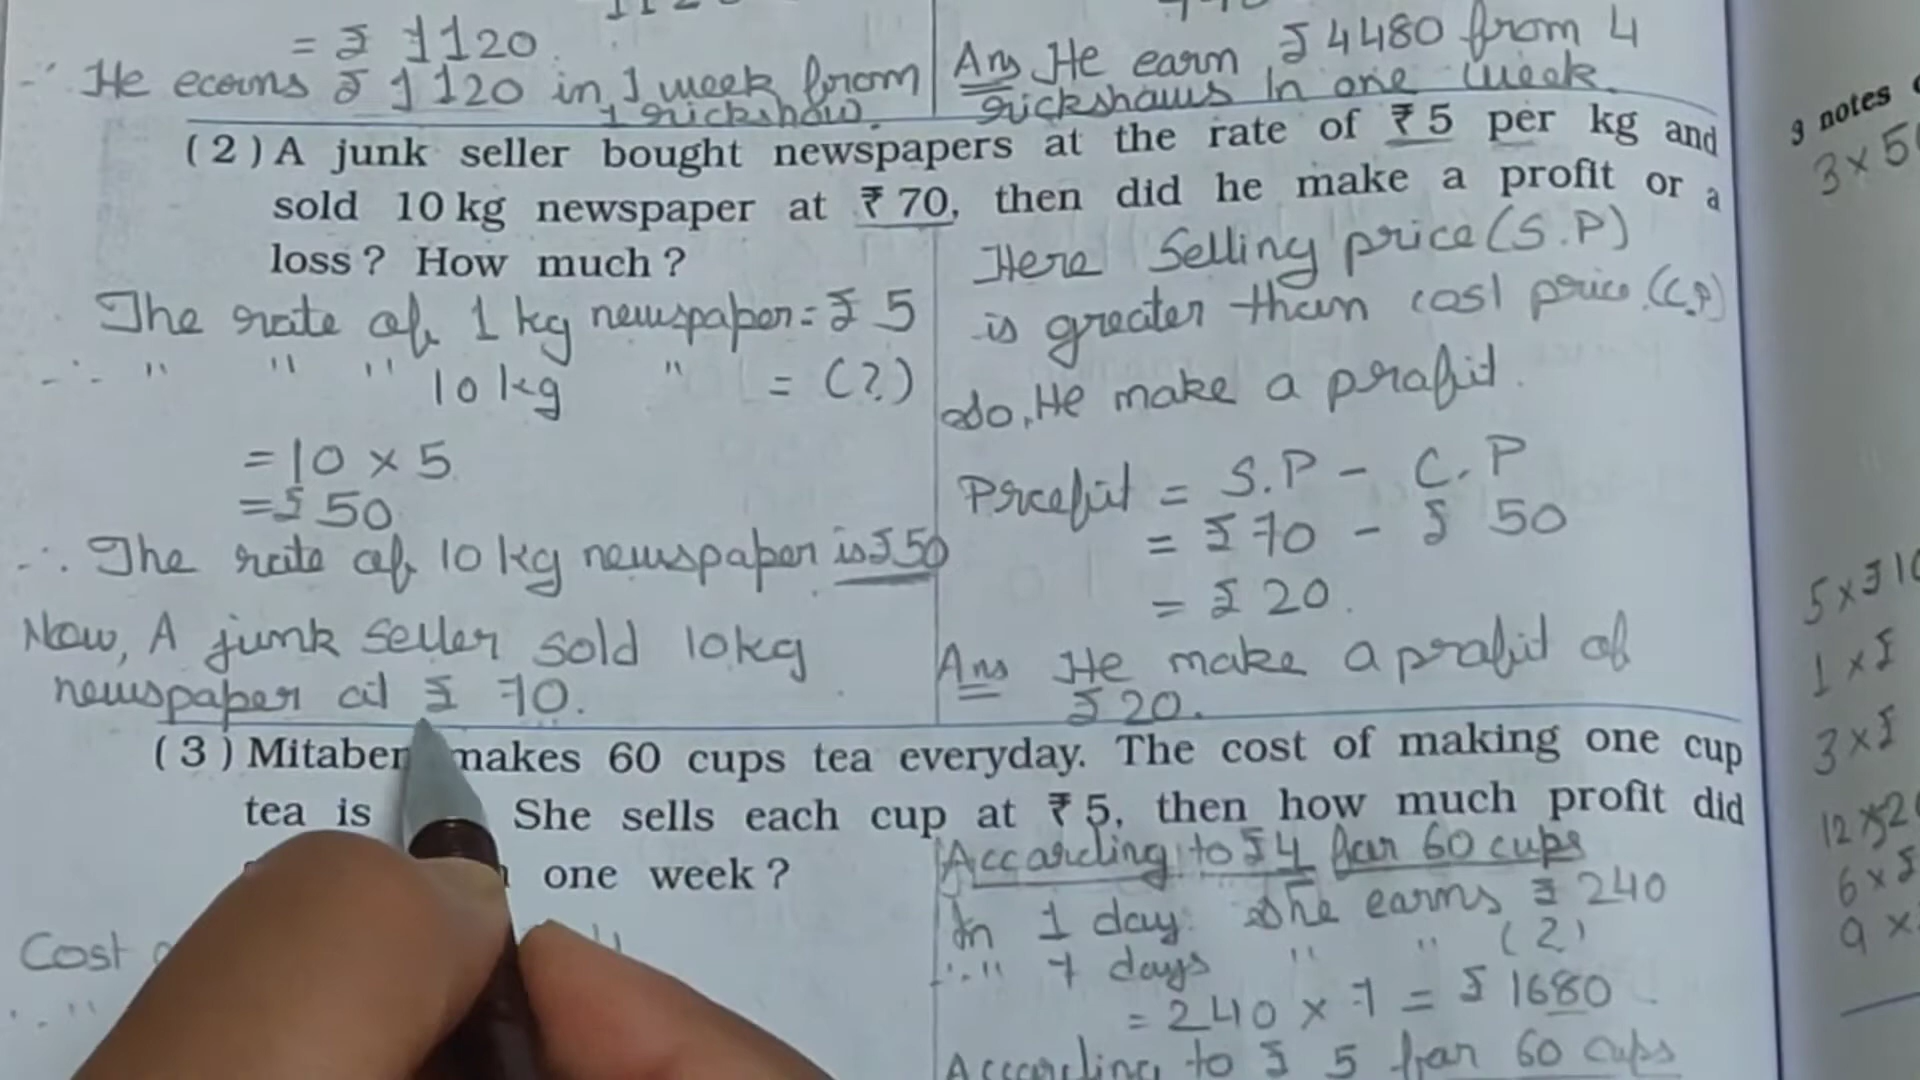 = ₹ 1120.
∴ He earns ₹ 1120 in 1 week from
1 rickshaw.
Ans He earn ₹ 4480 from 4
rickshaws In one week.
(2) A junk seller bought newspapers at the rate of ₹ 5 per kg and
sold 10 kg newspaper at ₹ 70, then did he make a profit or a
loss ? How much ?
The rate of 1 kg newspaper = ₹ 5
∴ " " " 10 kg " = (?)
= 10 × 5
= ₹ 50
∴ The rate of 10 kg newspaper is ₹ 50
Now, A junk seller sold 10 kg
newspaper at ₹ 70.
Here Selling price (S.P)
is greater than cost price (C.P)
So, He make a profit.
Profit = S.P - C.P
= ₹ 70 - ₹ 50
= ₹ 20.
Ans He make a profit of
₹ 20.
(3) Mitaben makes 60 cups tea everyday. The cost of making one cup
tea is She sells each cup at ₹ 5, then how much profit did
one week ?
Cost
According to ₹ 4 for 60 cups
In 1 day. She earns ₹ 240
∴ " 7 days " " (?)
= 240 × 7 = ₹ 1680
According to ₹ 5 for 60 cups
notes
3 × 5
5 × ₹ 10
1 × ₹
3 × ₹
12 × ₹ 2
6 × ₹
9 ×